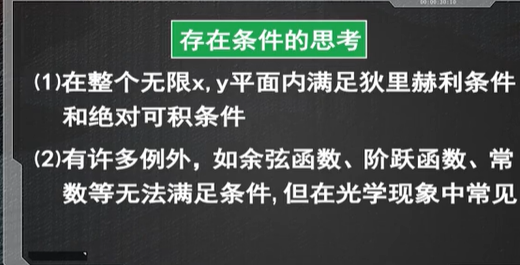 存在条件的思考
(1)在整个无限x,y平面内满足狄里赫利条件
和绝对可积条件
(2)有许多例外，如余弦函数、阶跃函数、常
数等无法满足条件,但在光学现象中常见